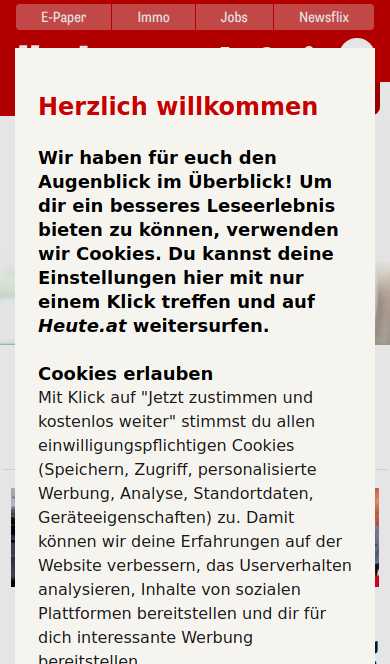 E-Paper Immo Jobs Newsflix
Herzlich willkommen
Wir haben für euch den
Augenblick im Überblick! Um
dir ein besseres Leseerlebnis
bieten zu können, verwenden
wir Cookies. Du kannst deine
Einstellungen hier mit nur
einem Klick treffen und auf
Heute.at weitersurfen.
Cookies erlauben
Mit Klick auf "Jetzt zustimmen und
kostenlos weiter" stimmst du allen
einwilligungspflichtigen Cookies
(Speichern, Zugriff, personalisierte
Werbung, Analyse, Standortdaten,
Geräteeigenschaften) zu. Damit
können wir deine Erfahrungen auf der
Website verbessern, das Userverhalten
analysieren, Inhalte von sozialen
Plattformen bereitstellen und dir für
dich interessante Werbung
bereitstellen